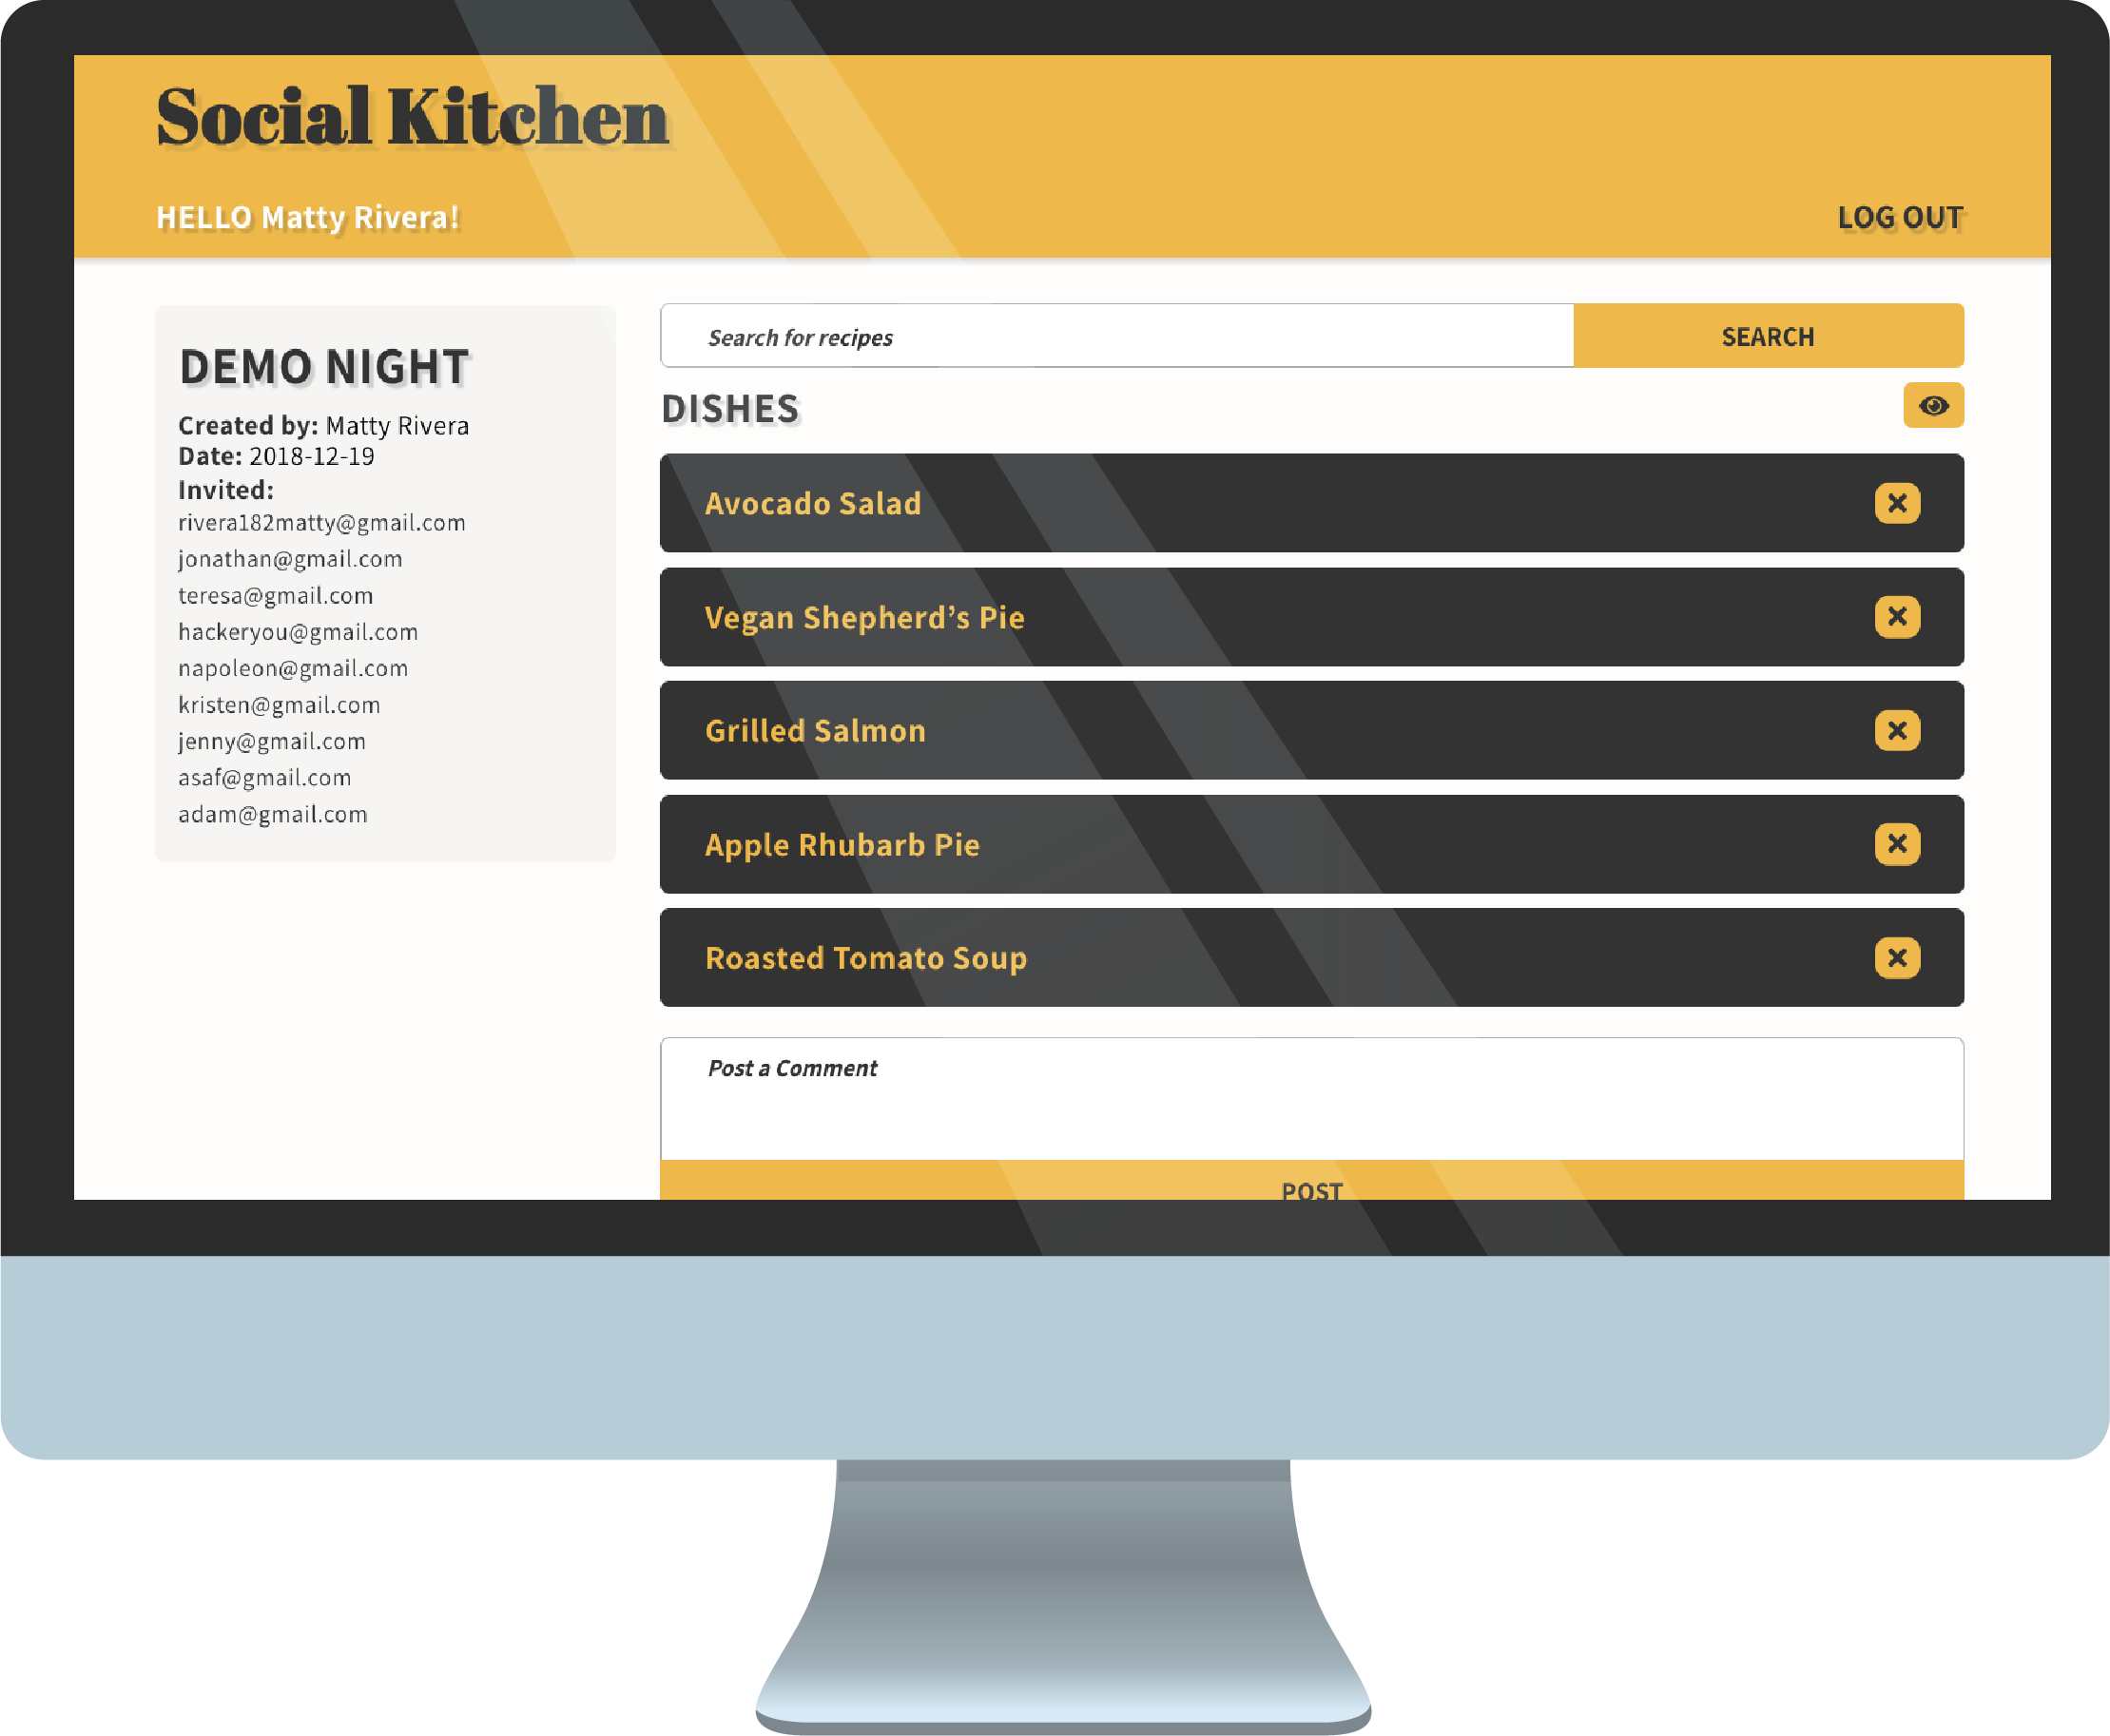 Social Kitchen
HELLO Matty Rivera!
LOG OUT
DEMO NIGHT
Created by: Matty Rivera
Date: 2018-12-19
Invited:
rivera182matty@gmail.com
jonathan@gmail.com
teresa@gmail.com
hackeryou@gmail.com
napoleon@gmail.com
kristen@gmail.com
jenny@gmail.com
asaf@gmail.com
adam@gmail.com
Search for recipes
SEARCH
DISHES
Avocado Salad
Vegan Shepherd’s Pie
Grilled Salmon
Apple Rhubarb Pie
Roasted Tomato Soup
Post a Comment
POST